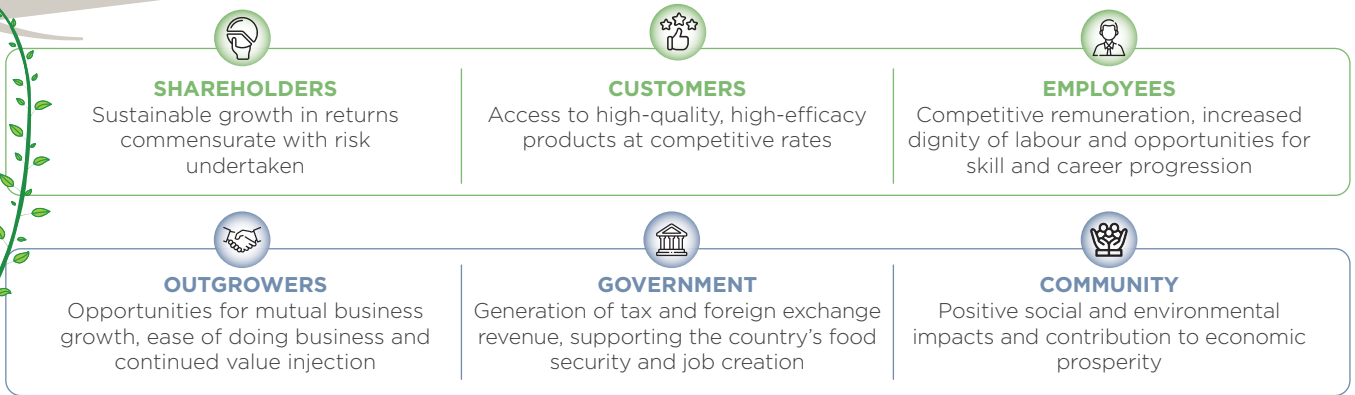 SHAREHOLDERS
Sustainable growth in returns
commensurate with risk
undertaken
CUSTOMERS
Access to high-quality, high-efficacy
products at competitive rates
EMPLOYEES
Competitive remuneration, increased
dignity of labour and opportunities for
skill and career progression
OUTGROWERS
Opportunities for mutual business
growth, ease of doing business and
continued value injection
GOVERNMENT
Generation of tax and foreign exchange
revenue, supporting the country’s food
security and job creation
COMMUNITY
Positive social and environmental
impacts and contribution to economic
prosperity